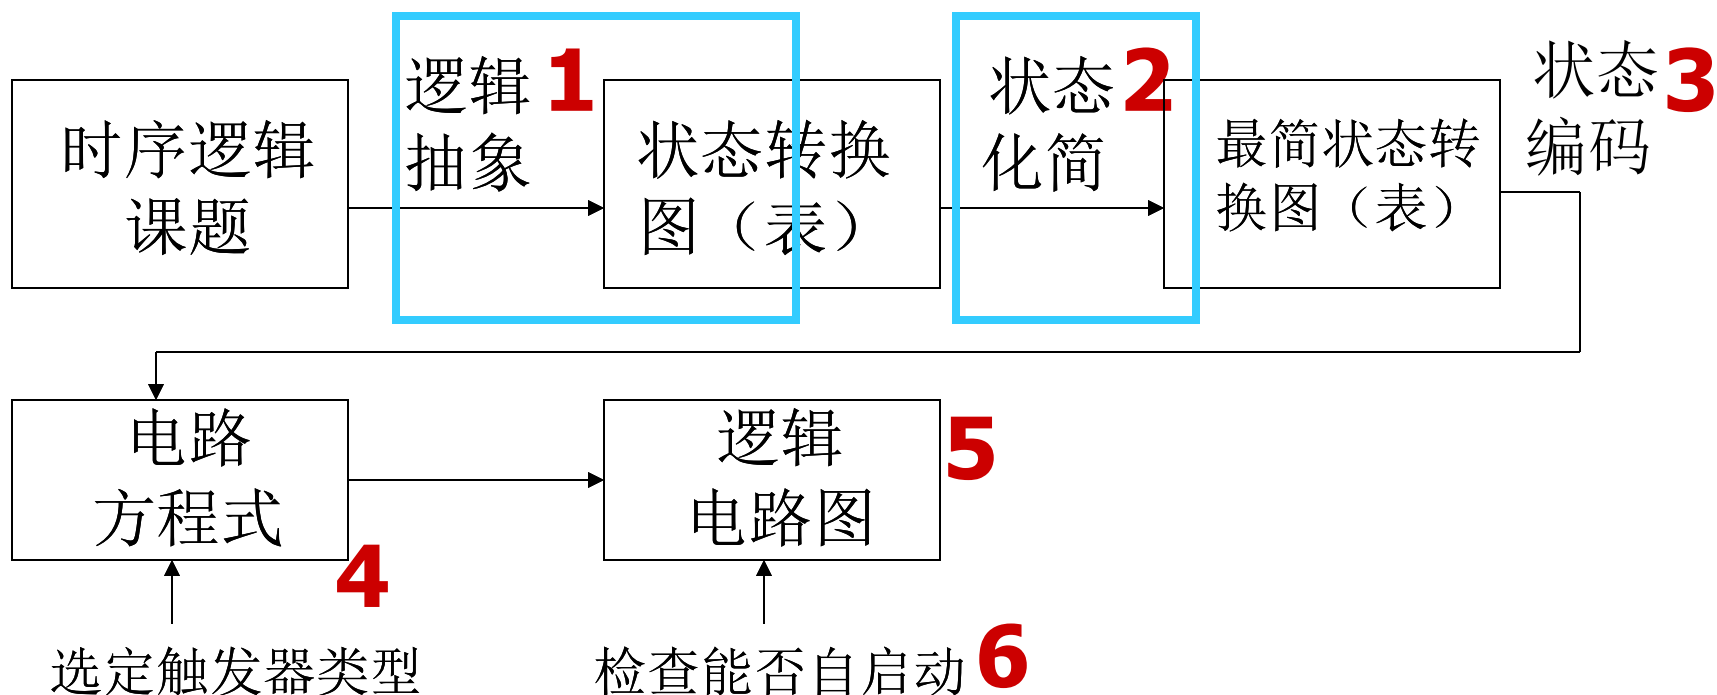 时序逻辑
课题
逻辑 1
抽象
状态转换
图（表）
状态 2
化简
最简状态转
换图（表）
状态 3
编码
电路
方程式
4
选定触发器类型
逻辑
电路图
5
检查能否自启动 6